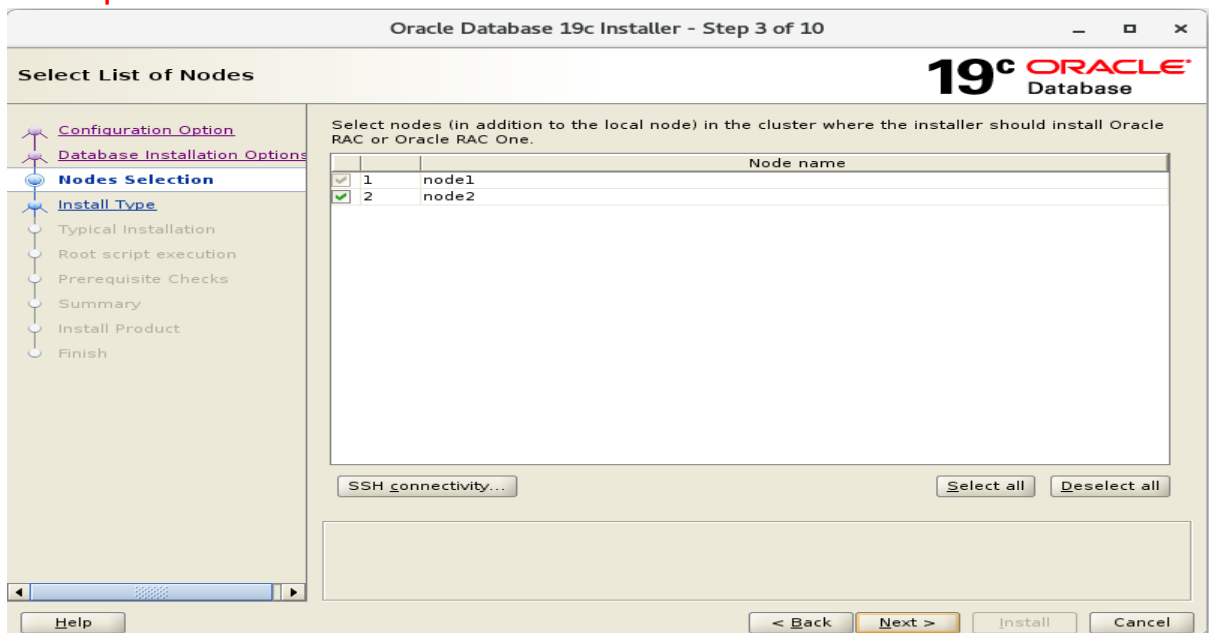 Oracle Database 19c Installer - Step 3 of 10
Select List of Nodes
19c ORACLE
Database
Configuration Option
Database Installation Options
Nodes Selection
Install Type
Typical Installation
Root script execution
Prerequisite Checks
Summary
Install Product
Finish
Select nodes (in addition to the local node) in the cluster where the installer should install Oracle
RAC or Oracle RAC One.
Node name
1 node1
2 node2
SSH connectivity...
Select all
Deselect all
Help
< Back
Next >
Install
Cancel